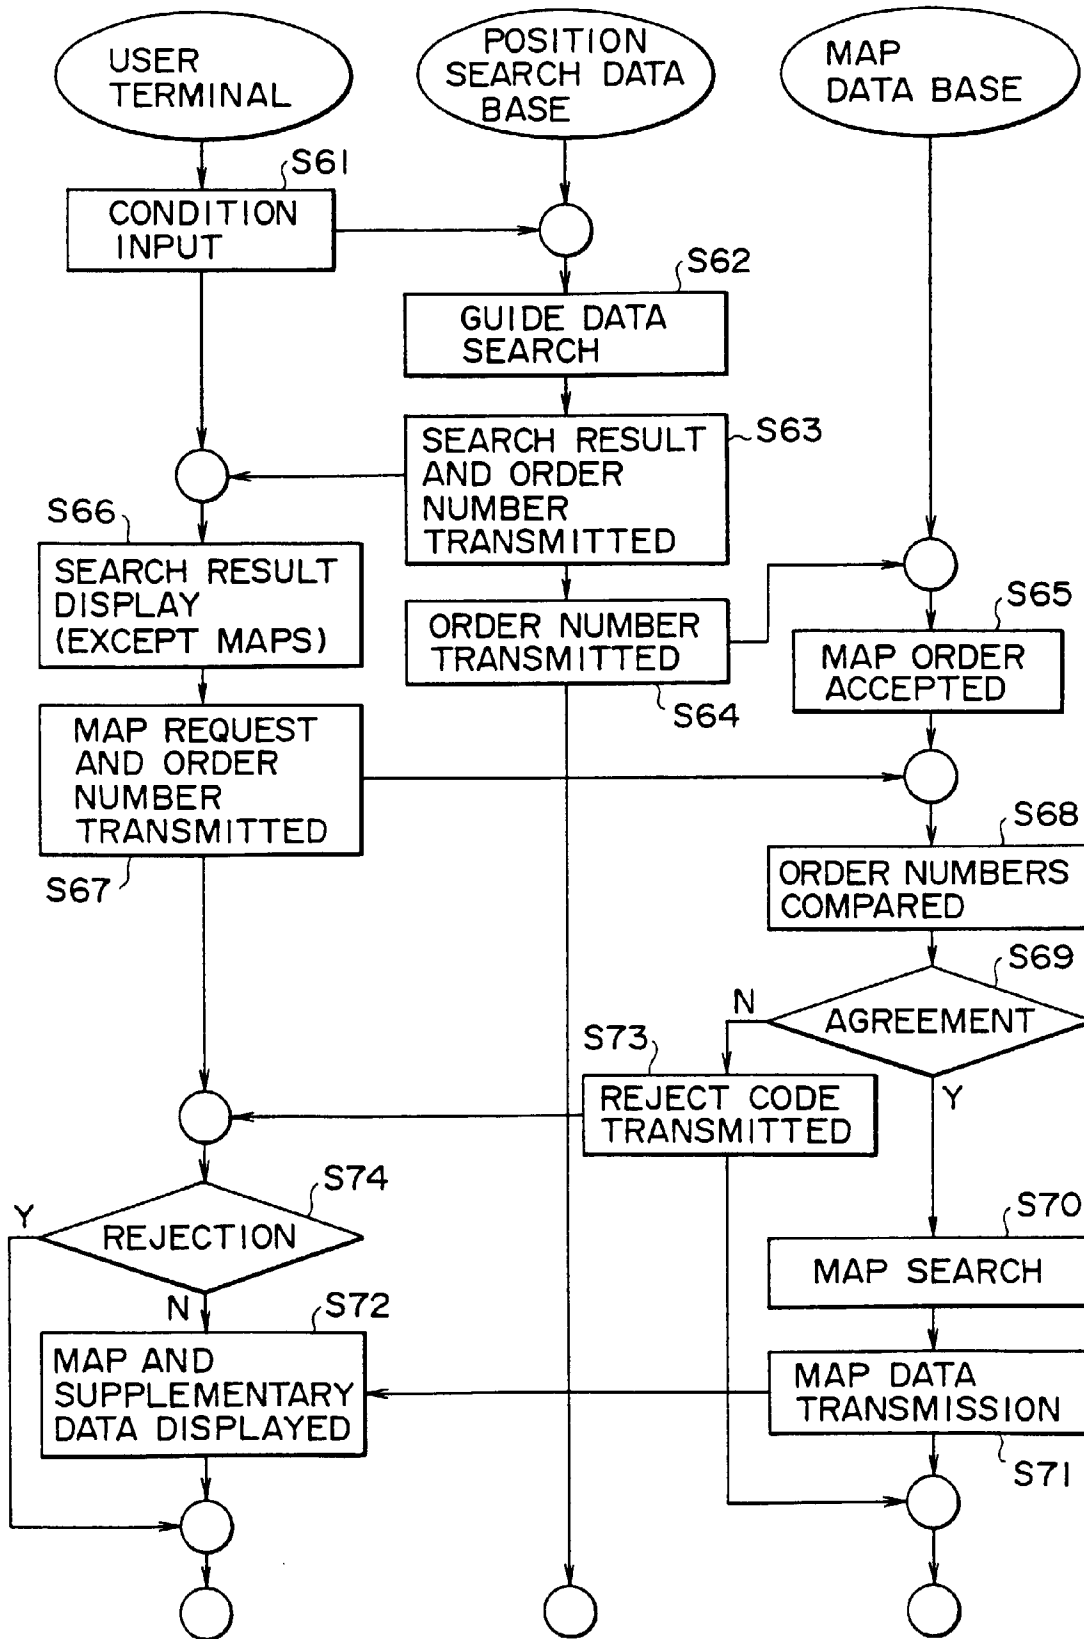 USER
TERMINAL
POSITION
SEARCH DATA
BASE
MAP
DATA BASE
S61
CONDITION
INPUT
S62
GUIDE DATA
SEARCH
S63
SEARCH RESULT
AND ORDER
NUMBER
TRANSMITTED
S66
SEARCH RESULT
DISPLAY
(EXCEPT MAPS)
ORDER NUMBER
TRANSMITTED
S64
S65
MAP ORDER
ACCEPTED
MAP REQUEST
AND ORDER
NUMBER
TRANSMITTED
S67
S68
ORDER NUMBERS
COMPARED
S69
AGREEMENT
N
Y
S73
REJECT CODE
TRANSMITTED
S74
REJECTION
Y
N
S70
MAP SEARCH
S72
MAP AND
SUPPLEMENTARY
DATA DISPLAYED
MAP DATA
TRANSMISSION
S71